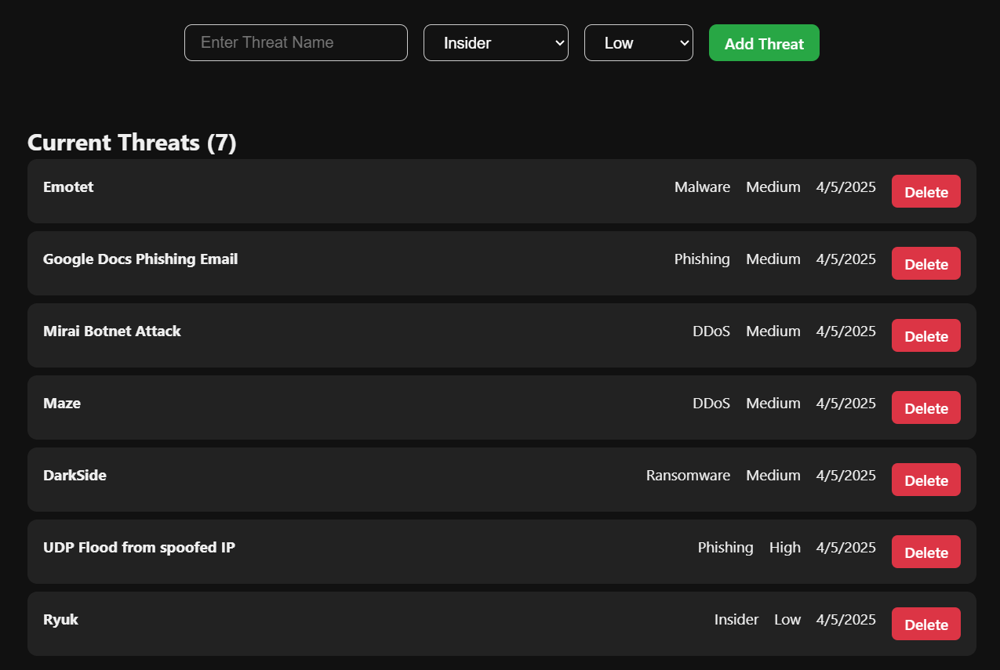 Enter Threat Name Insider Low Add Threat
Current Threats (7)
Emotet Malware Medium 4/5/2025 Delete
Google Docs Phishing Email Phishing Medium 4/5/2025 Delete
Mirai Botnet Attack DDoS Medium 4/5/2025 Delete
Maze DDoS Medium 4/5/2025 Delete
DarkSide Ransomware Medium 4/5/2025 Delete
UDP Flood from spoofed IP Phishing High 4/5/2025 Delete
Ryuk Insider Low 4/5/2025 Delete